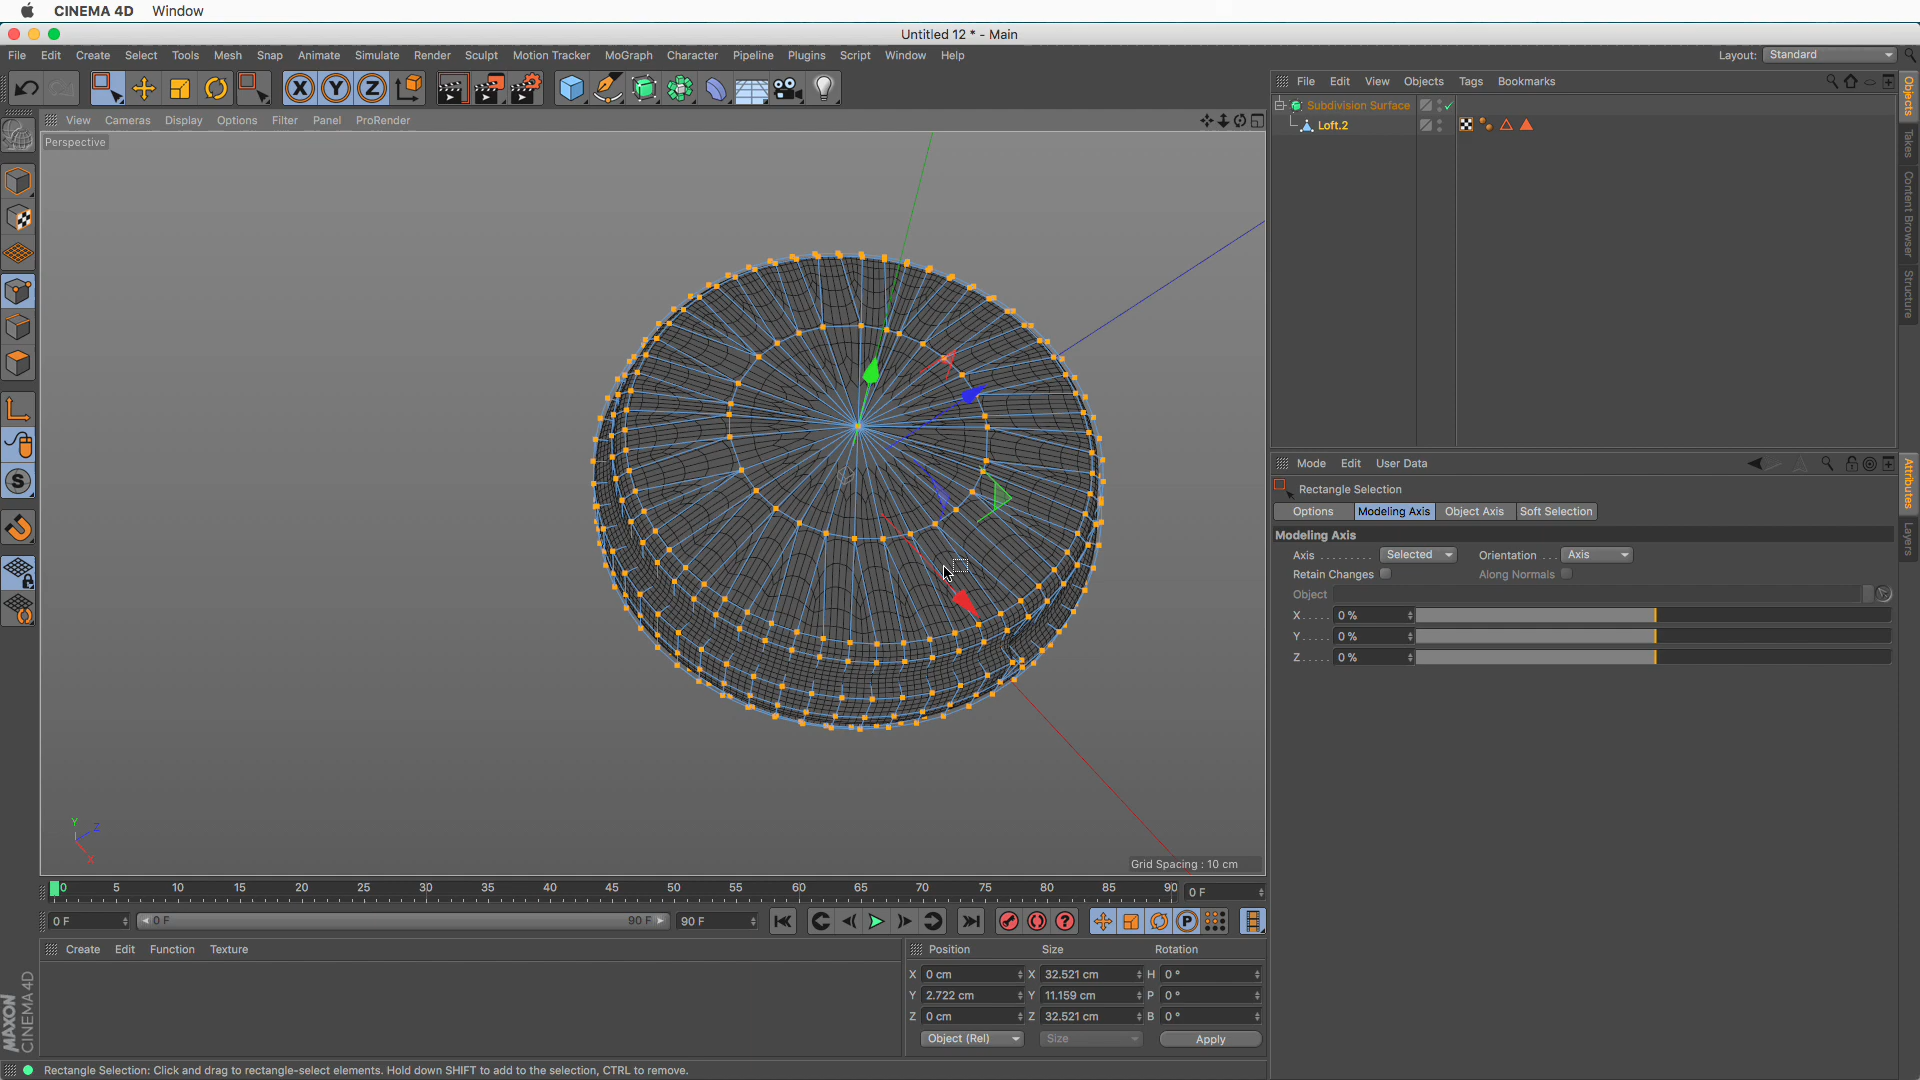 CINEMA 4D Window
Untitled 12 * - Main
File Edit Create Select Tools Mesh Snap Animate Simulate Render Sculpt Motion Tracker MoGraph Character Pipeline Plugins Script Window Help
Layout: Standard
X Y Z
File Edit View Objects Tags Bookmarks
Subdivision Surface
Loft.2
Objects
Takes
Content Browser
Structure
View Cameras Display Options Filter Panel ProRender
Perspective
Y
Z
X
Grid Spacing : 10 cm
Mode Edit User Data
Rectangle Selection
Options Modeling Axis Object Axis Soft Selection
Modeling Axis
Axis . . . . . . . . . Selected Orientation . . . Axis
Retain Changes Along Normals
Object
X . . . . . 0 %
Y . . . . . 0 %
Z . . . . . 0 %
Attributes
Layers
S
0 5 10 15 20 25 30 35 40 45 50 55 60 65 70 75 80 85 90 0 F
0 F 0 F 90 F 90 F ? P
Create Edit Function Texture
Position Size Rotation
X 0 cm X 32.521 cm H 0 °
Y 2.722 cm Y 11.159 cm P 0 °
Z 0 cm Z 32.521 cm B 0 °
Object (Rel) Size Apply
MAXON
CINEMA 4D
Rectangle Selection: Click and drag to rectangle-select elements. Hold down SHIFT to add to the selection, CTRL to remove.